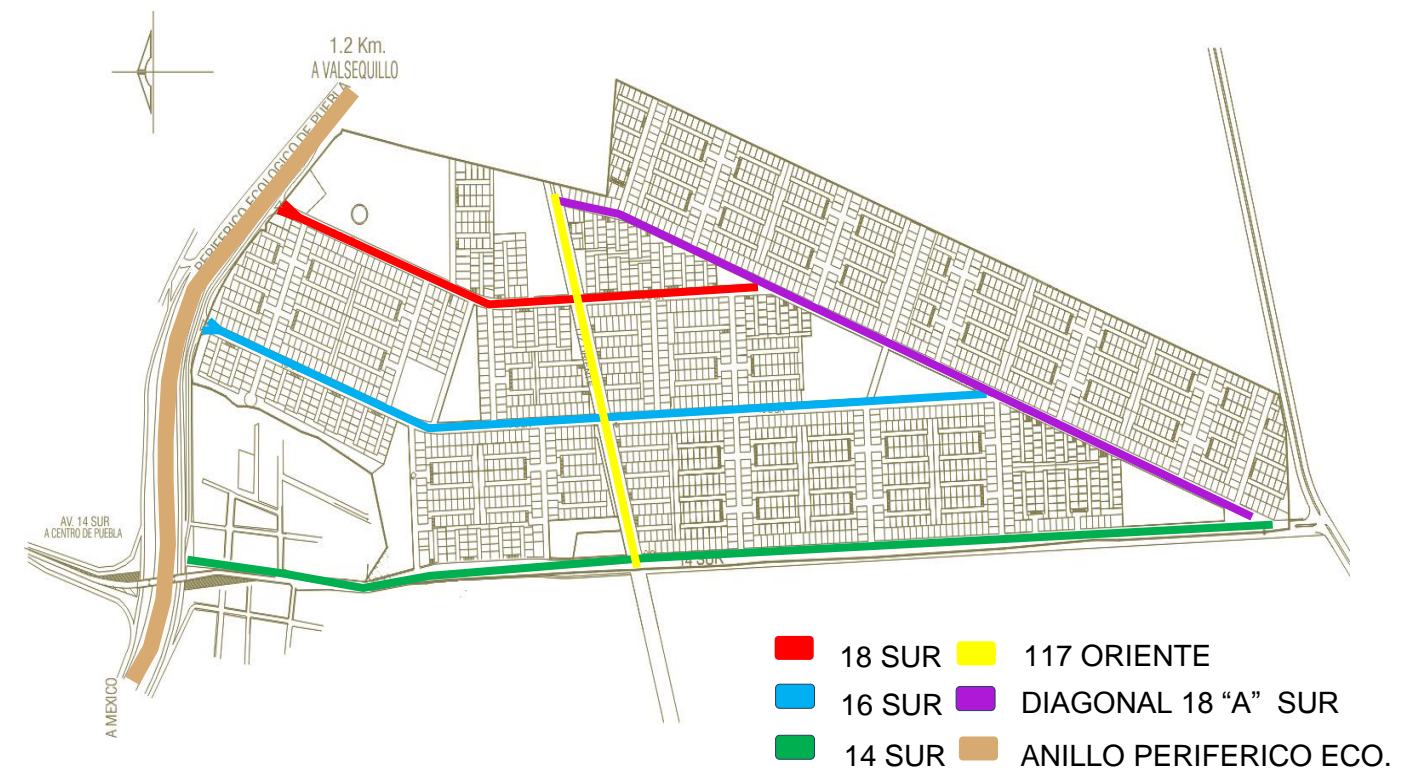 1.2 Km.
A VALSEQUILLO
PERIFERICO ECOLOGICO DE PUEBLA
AV. 14 SUR
A CENTRO DE PUEBLA
14 SUR
A MEXICO
18 SUR
117 ORIENTE
16 SUR
DIAGONAL 18 “A” SUR
14 SUR
ANILLO PERIFERICO ECO.